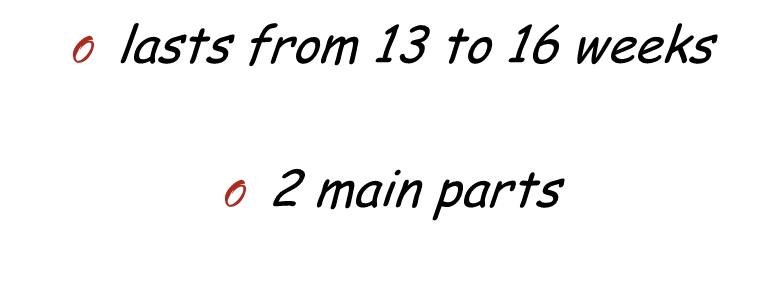 o lasts from 13 to 16 weeks
o 2 main parts